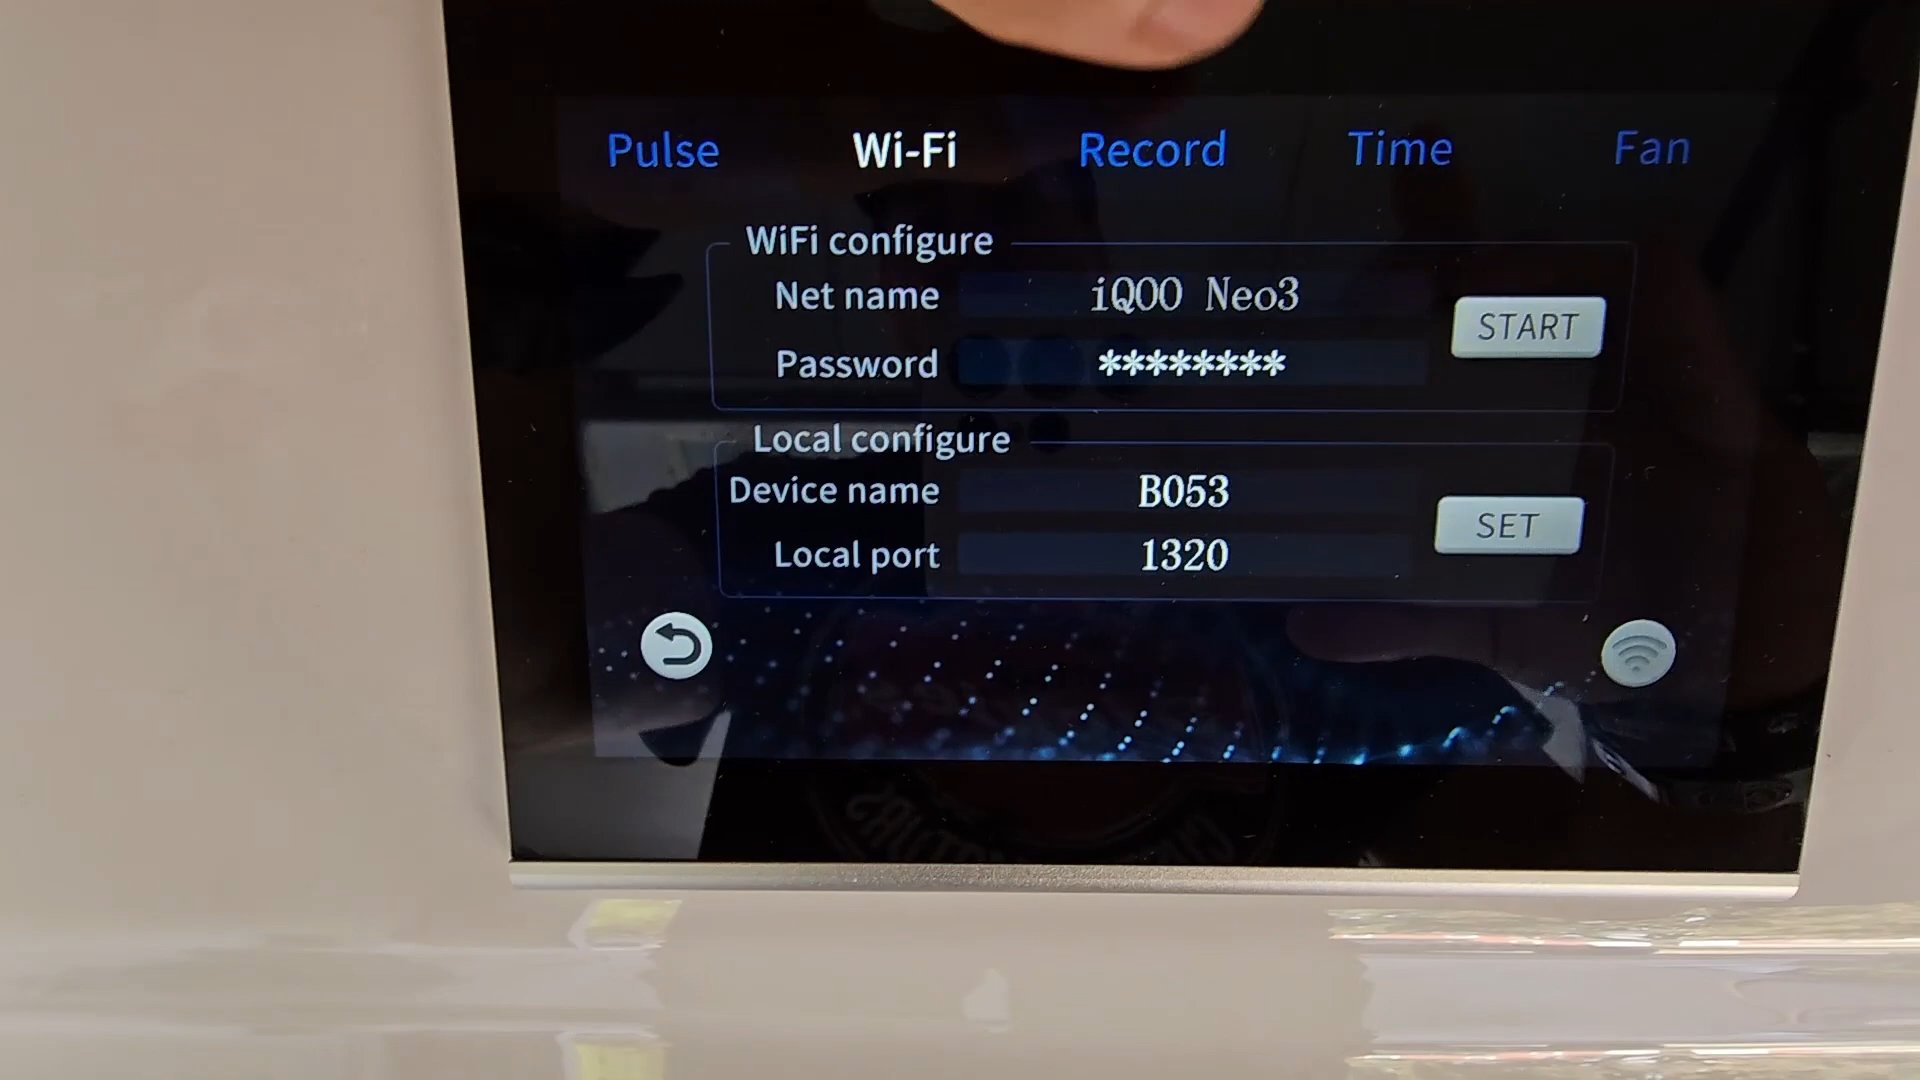 Pulse Wi-Fi Record Time Fan
WiFi configure
Net name iQOO Neo3
START
Password ********
Local configure
Device name B053
SET
Local port 1320